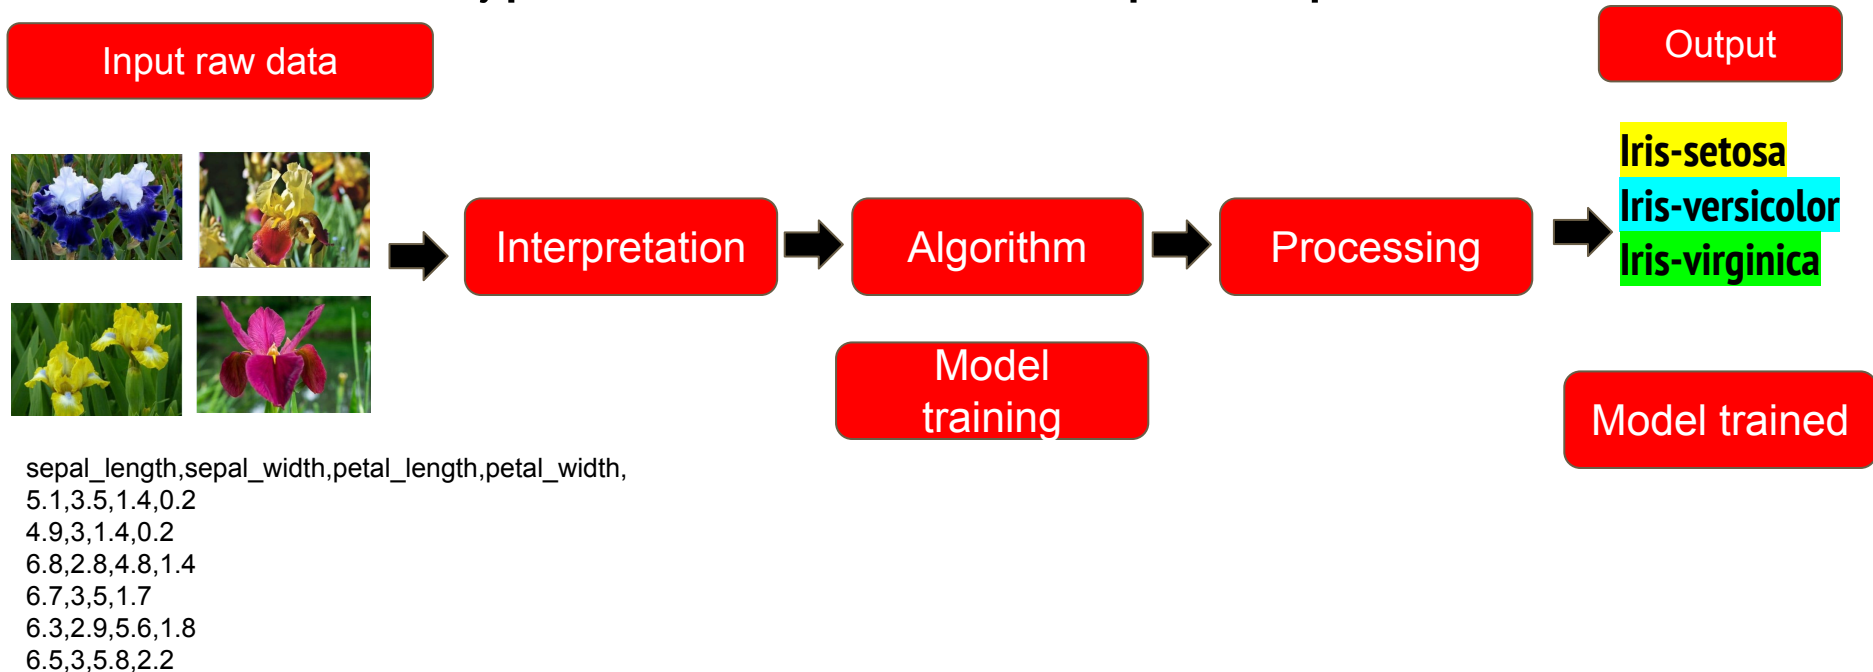 Input raw data
Output
Iris-setosa
Iris-versicolor
Iris-virginica
Interpretation
Algorithm
Processing
Model
training
Model trained
sepal_length,sepal_width,petal_length,petal_width,
5.1,3.5,1.4,0.2
4.9,3,1.4,0.2
6.8,2.8,4.8,1.4
6.7,3,5,1.7
6.3,2.9,5.6,1.8
6.5,3,5.8,2.2